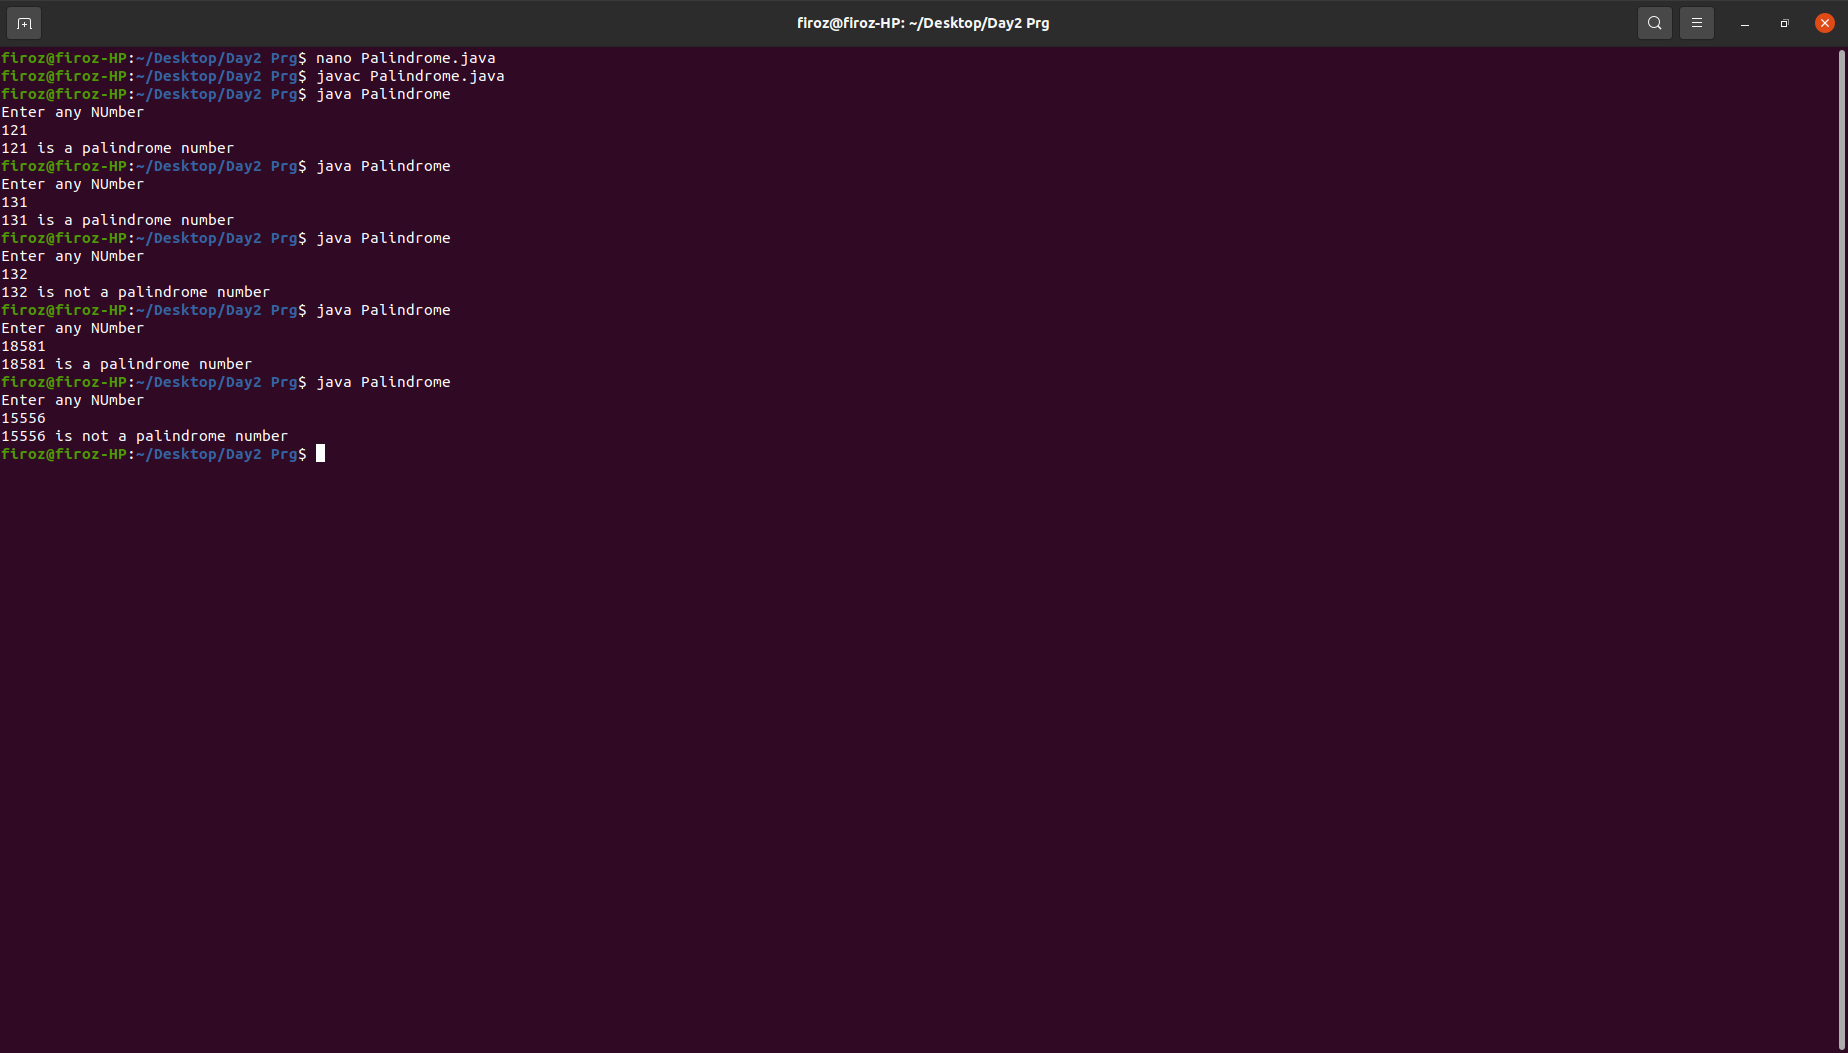 firoz@firoz-HP: ~/Desktop/Day2 Prg
firoz@firoz-HP:~/Desktop/Day2 Prg$ nano Palindrome.java
firoz@firoz-HP:~/Desktop/Day2 Prg$ javac Palindrome.java
firoz@firoz-HP:~/Desktop/Day2 Prg$ java Palindrome
Enter any NUmber
121
121 is a palindrome number
firoz@firoz-HP:~/Desktop/Day2 Prg$ java Palindrome
Enter any NUmber
131
131 is a palindrome number
firoz@firoz-HP:~/Desktop/Day2 Prg$ java Palindrome
Enter any NUmber
132
132 is not a palindrome number
firoz@firoz-HP:~/Desktop/Day2 Prg$ java Palindrome
Enter any NUmber
18581
18581 is a palindrome number
firoz@firoz-HP:~/Desktop/Day2 Prg$ java Palindrome
Enter any NUmber
15556
15556 is not a palindrome number
firoz@firoz-HP:~/Desktop/Day2 Prg$